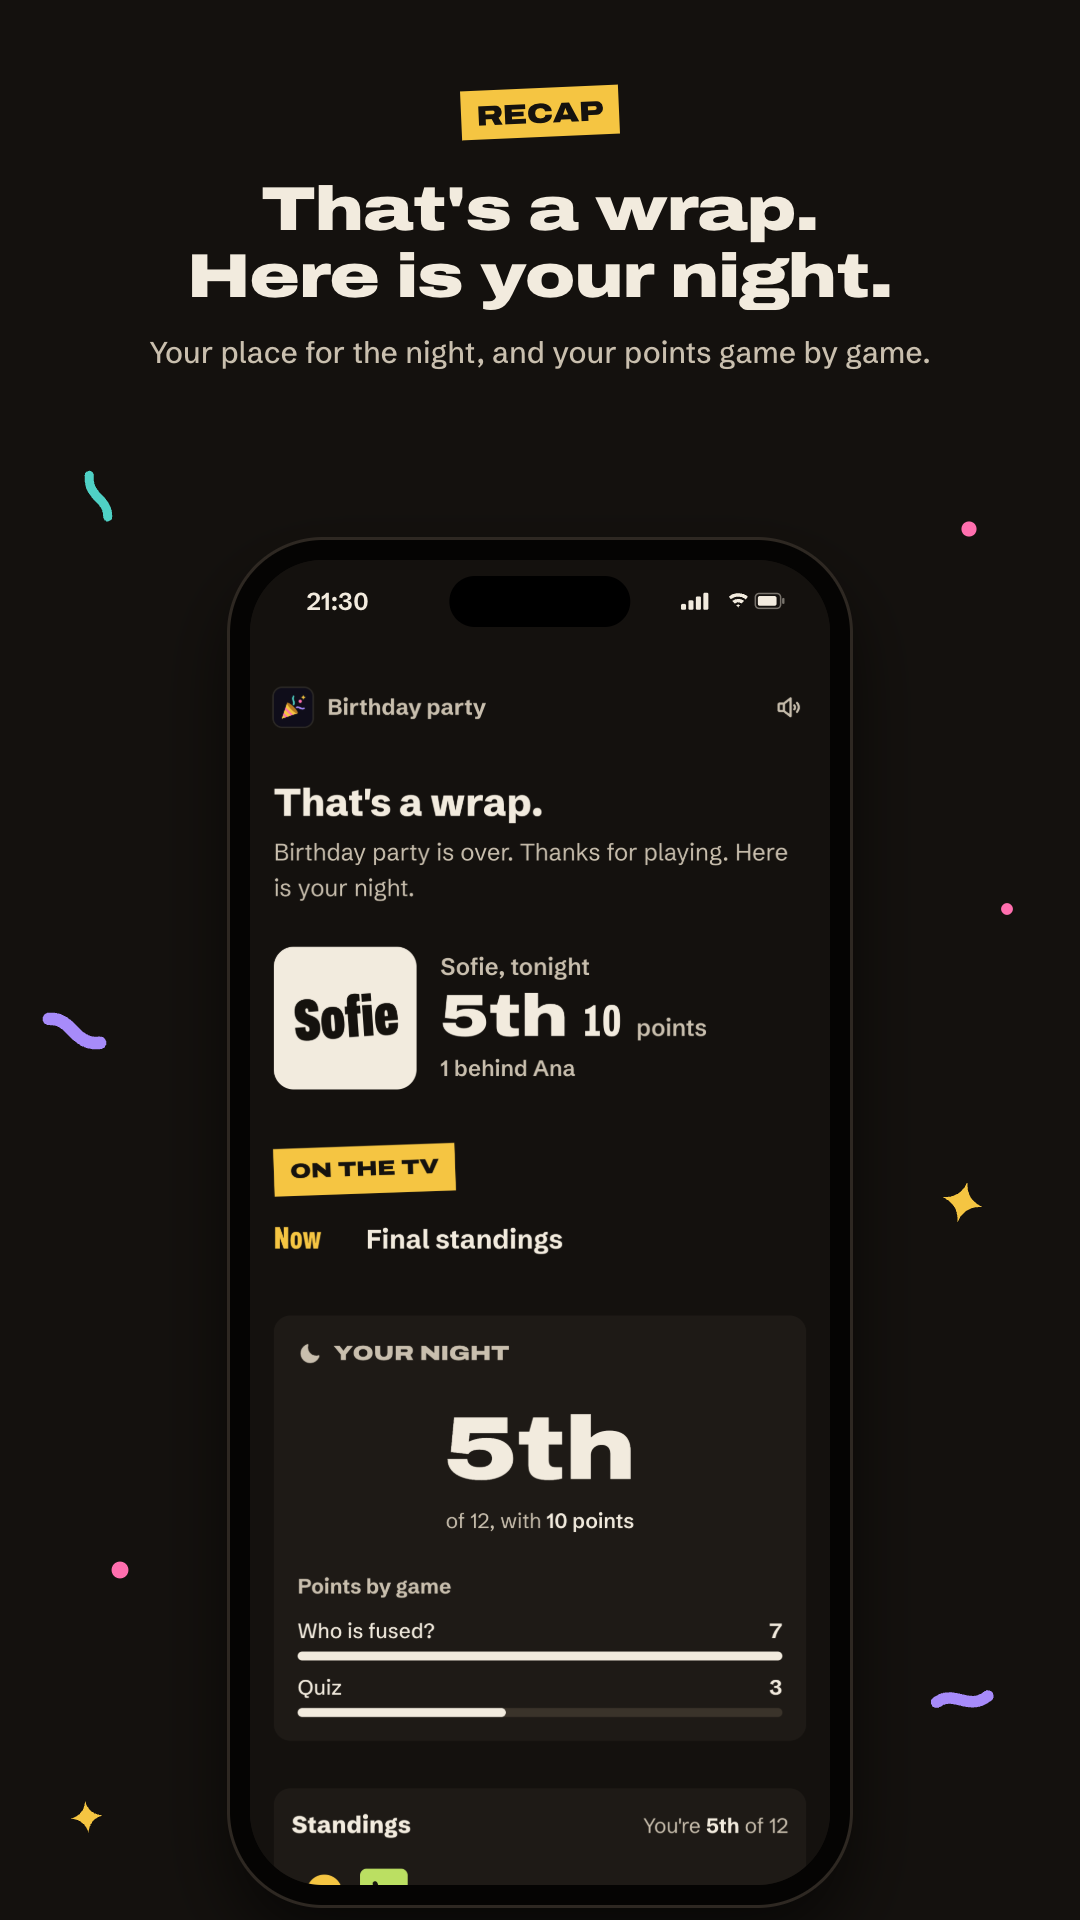 RECAP
That's a wrap.
Here is your night.
Your place for the night, and your points game by game.
21:30
Birthday party
That's a wrap.
Birthday party is over. Thanks for playing. Here
is your night.
Sofie
Sofie, tonight
5th 10 points
1 behind Ana
ON THE TV
Now Final standings
YOUR NIGHT
5th
of 12, with 10 points
Points by game
Who is fused? 7
Quiz 3
Standings You're 5th of 12